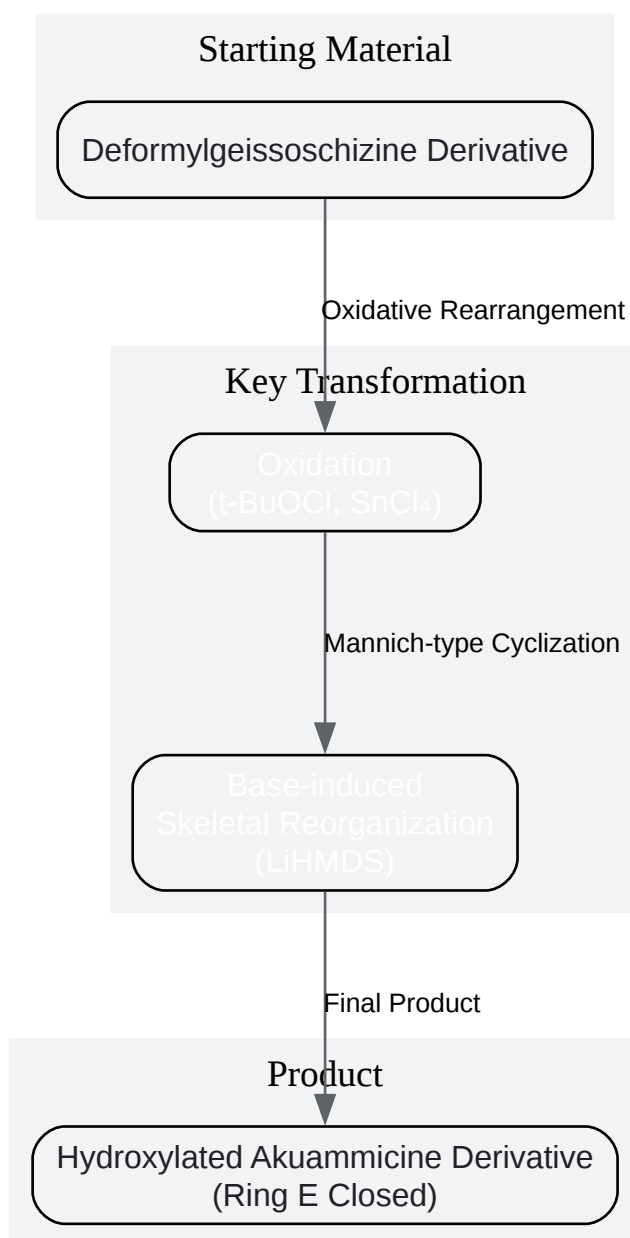 Starting Material
Deformylgeissoschizine Derivative
Oxidative Rearrangement
Key Transformation
Oxidation
(t-BuOCl, SnCl₄)
Mannich-type Cyclization
Base-induced
Skeletal Reorganization
(LiHMDS)
Final Product
Product
Hydroxylated Akuammicine Derivative
(Ring E Closed)